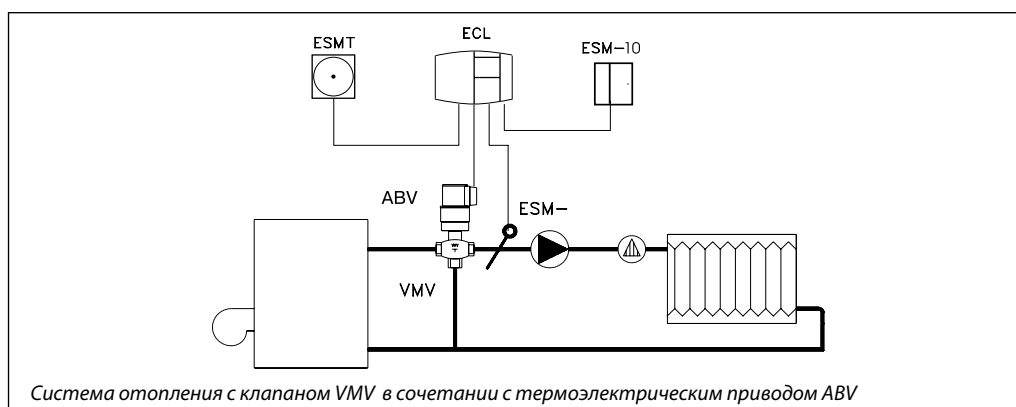 ESMT
ECL
ESM-10
ABV
ESM-
VMV
Система отопления с клапаном VMV в сочетании с термоэлектрическим приводом ABV